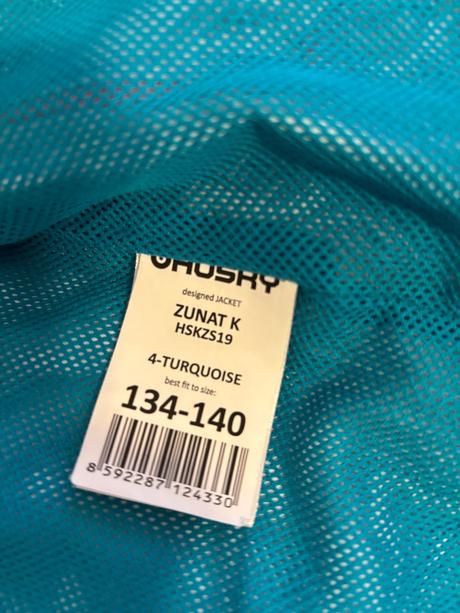 HUSKY
designed JACKET
ZUNAT K
HSKZS19
4-TURQUOISE
best fit to size:
134-140
8 592287 124330